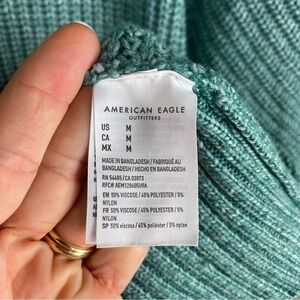 AMERICAN EAGLE
OUTFITTERS
US M
CA M
MX M
MADE IN BANGLADESH / FABRIQUÉ AU
BANGLADESH / HECHO EN BANGLADESH
RN 54485/CA 03873
RFC# AEM120605U9A
EN 50% VISCOSE / 45% POLYESTER / 5%
NYLON
FR 50% VISCOSE / 45% POLYESTER / 5%
NYLON
SP 50% viscosa / 45% poliéster / 5% nylon